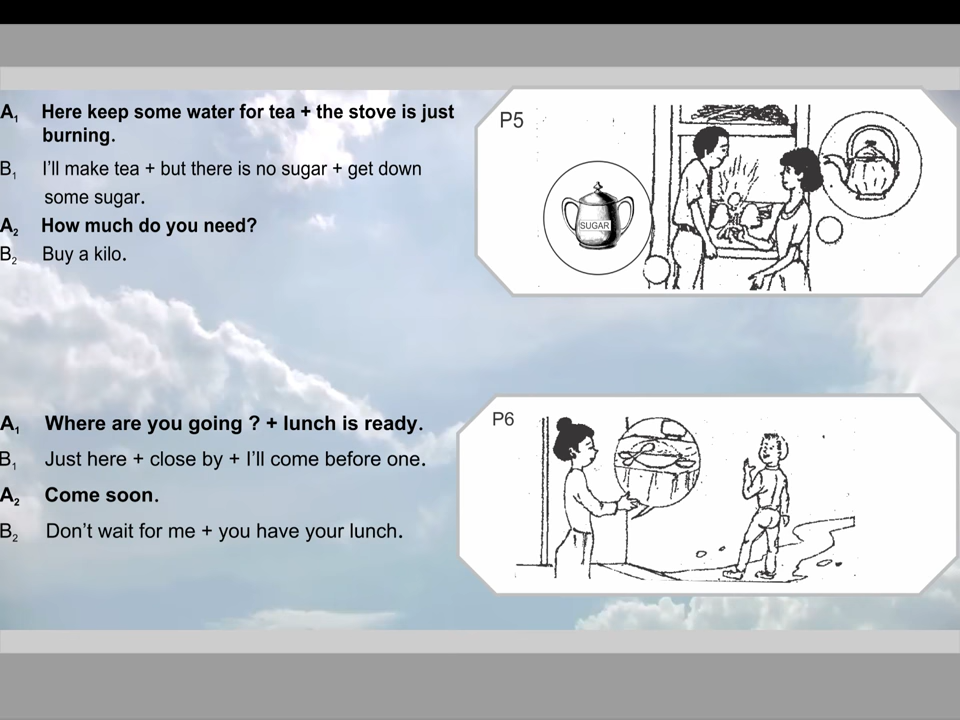 A1 Here keep some water for tea + the stove is just
burning.
B1 I'll make tea + but there is no sugar + get down
some sugar.
A2 How much do you need?
B2 Buy a kilo.
P5
SUGAR
A1 Where are you going ? + lunch is ready.
B1 Just here + close by + I'll come before one.
A2 Come soon.
B2 Don't wait for me + you have your lunch.
P6